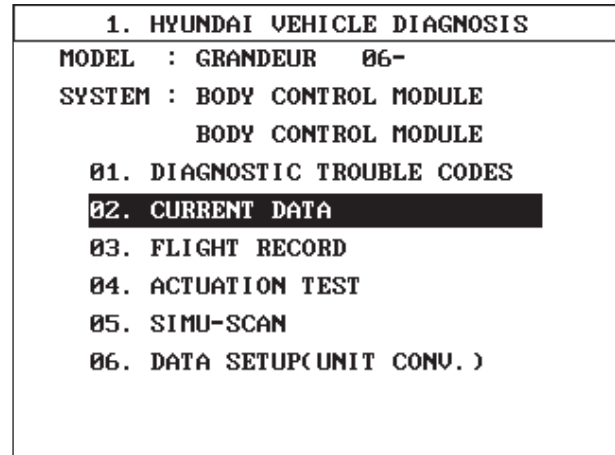 1. HYUNDAI VEHICLE DIAGNOSIS
MODEL : GRANDEUR 06-
SYSTEM : BODY CONTROL MODULE
BODY CONTROL MODULE
01. DIAGNOSTIC TROUBLE CODES
02. CURRENT DATA
03. FLIGHT RECORD
04. ACTUATION TEST
05. SIMU-SCAN
06. DATA SETUP(UNIT CONV.)